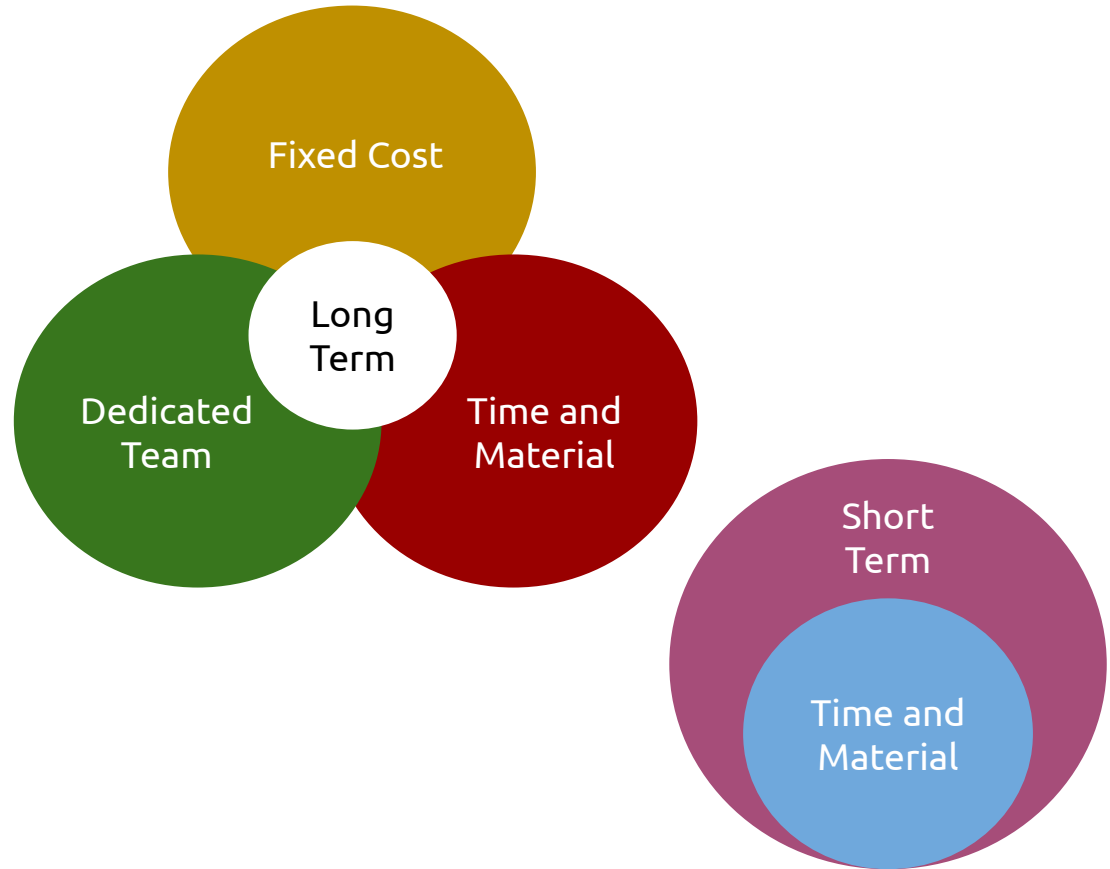 Fixed Cost
Long
Term
Dedicated
Team
Time and
Material
Short
Term
Time and
Material